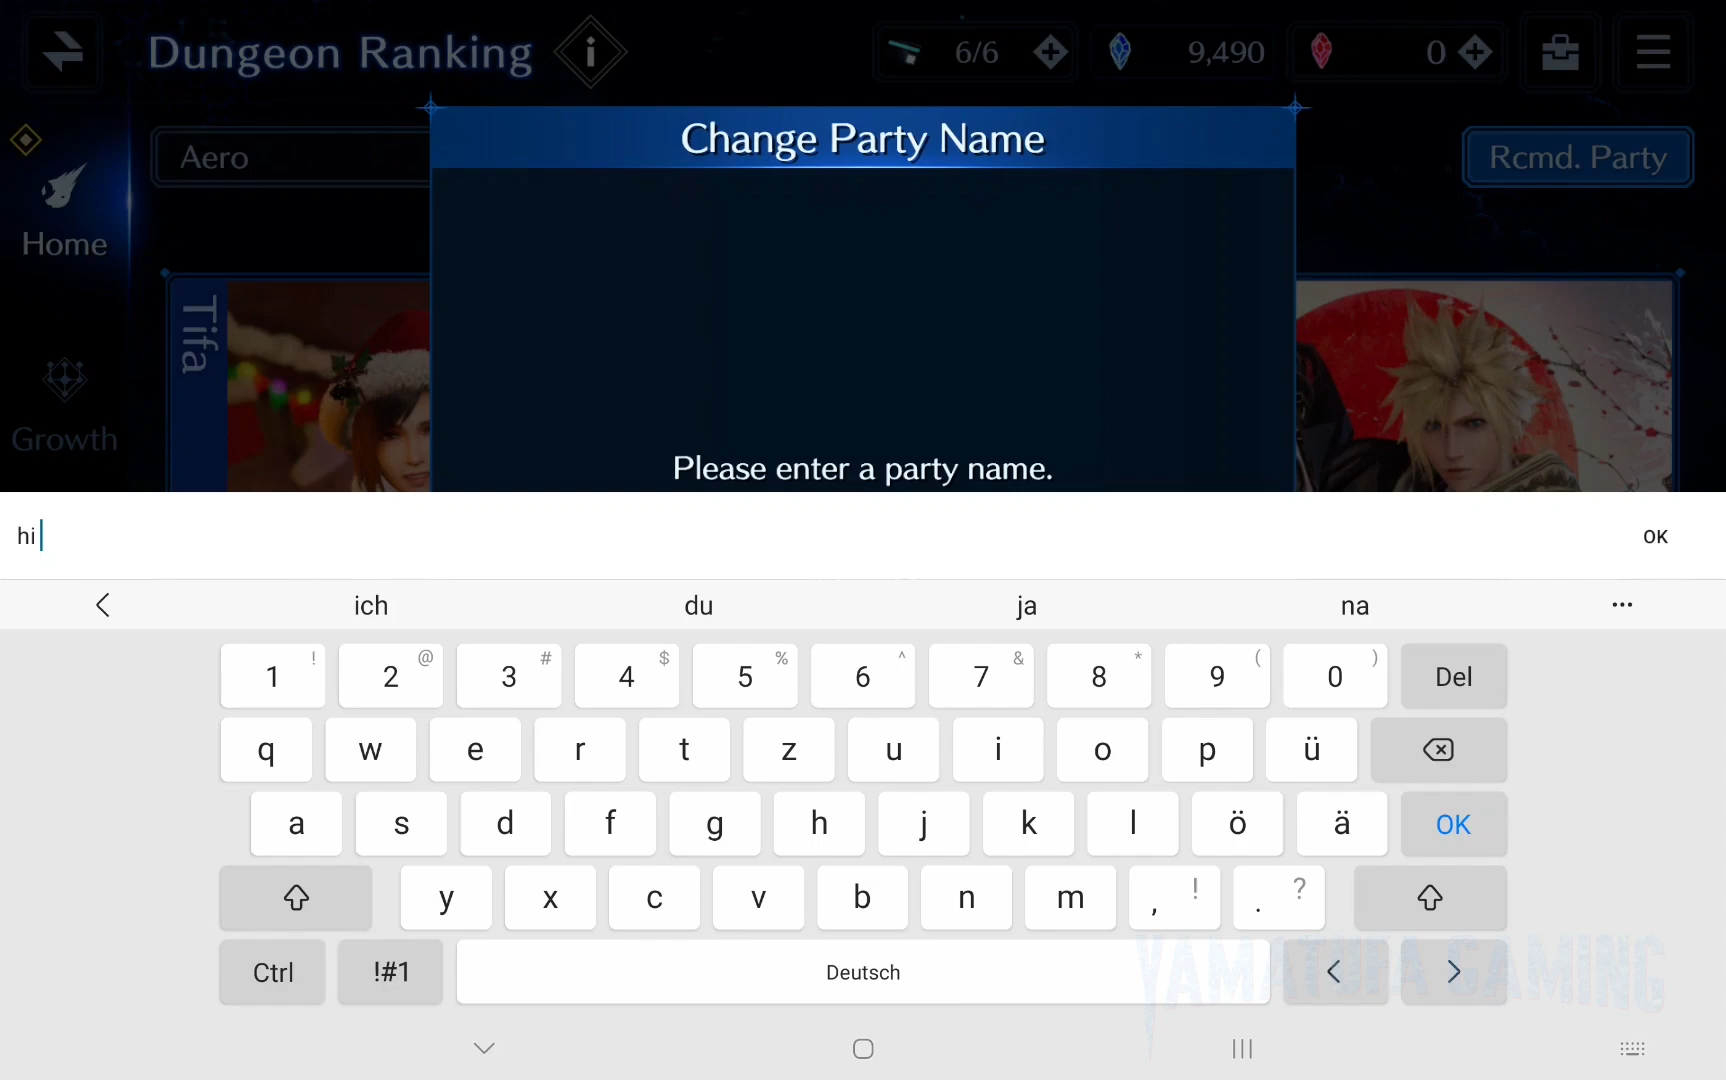 Dungeon Ranking i 6/6 9,490 0
Change Party Name
Aero
Rcmd. Party
Home
Tifa
Growth
Please enter a party name.
hi
OK
ich du ja na ...
1 ! 2 @ 3 # 4 $ 5 % 6 ^ 7 & 8 * 9 ( 0 ) Del
q w e r t z u i o p ü
a s d f g h j k l ö ä OK
y x c v b n m , ! . ?
Ctrl !#1 Deutsch < >
YAMATOFA GAMING